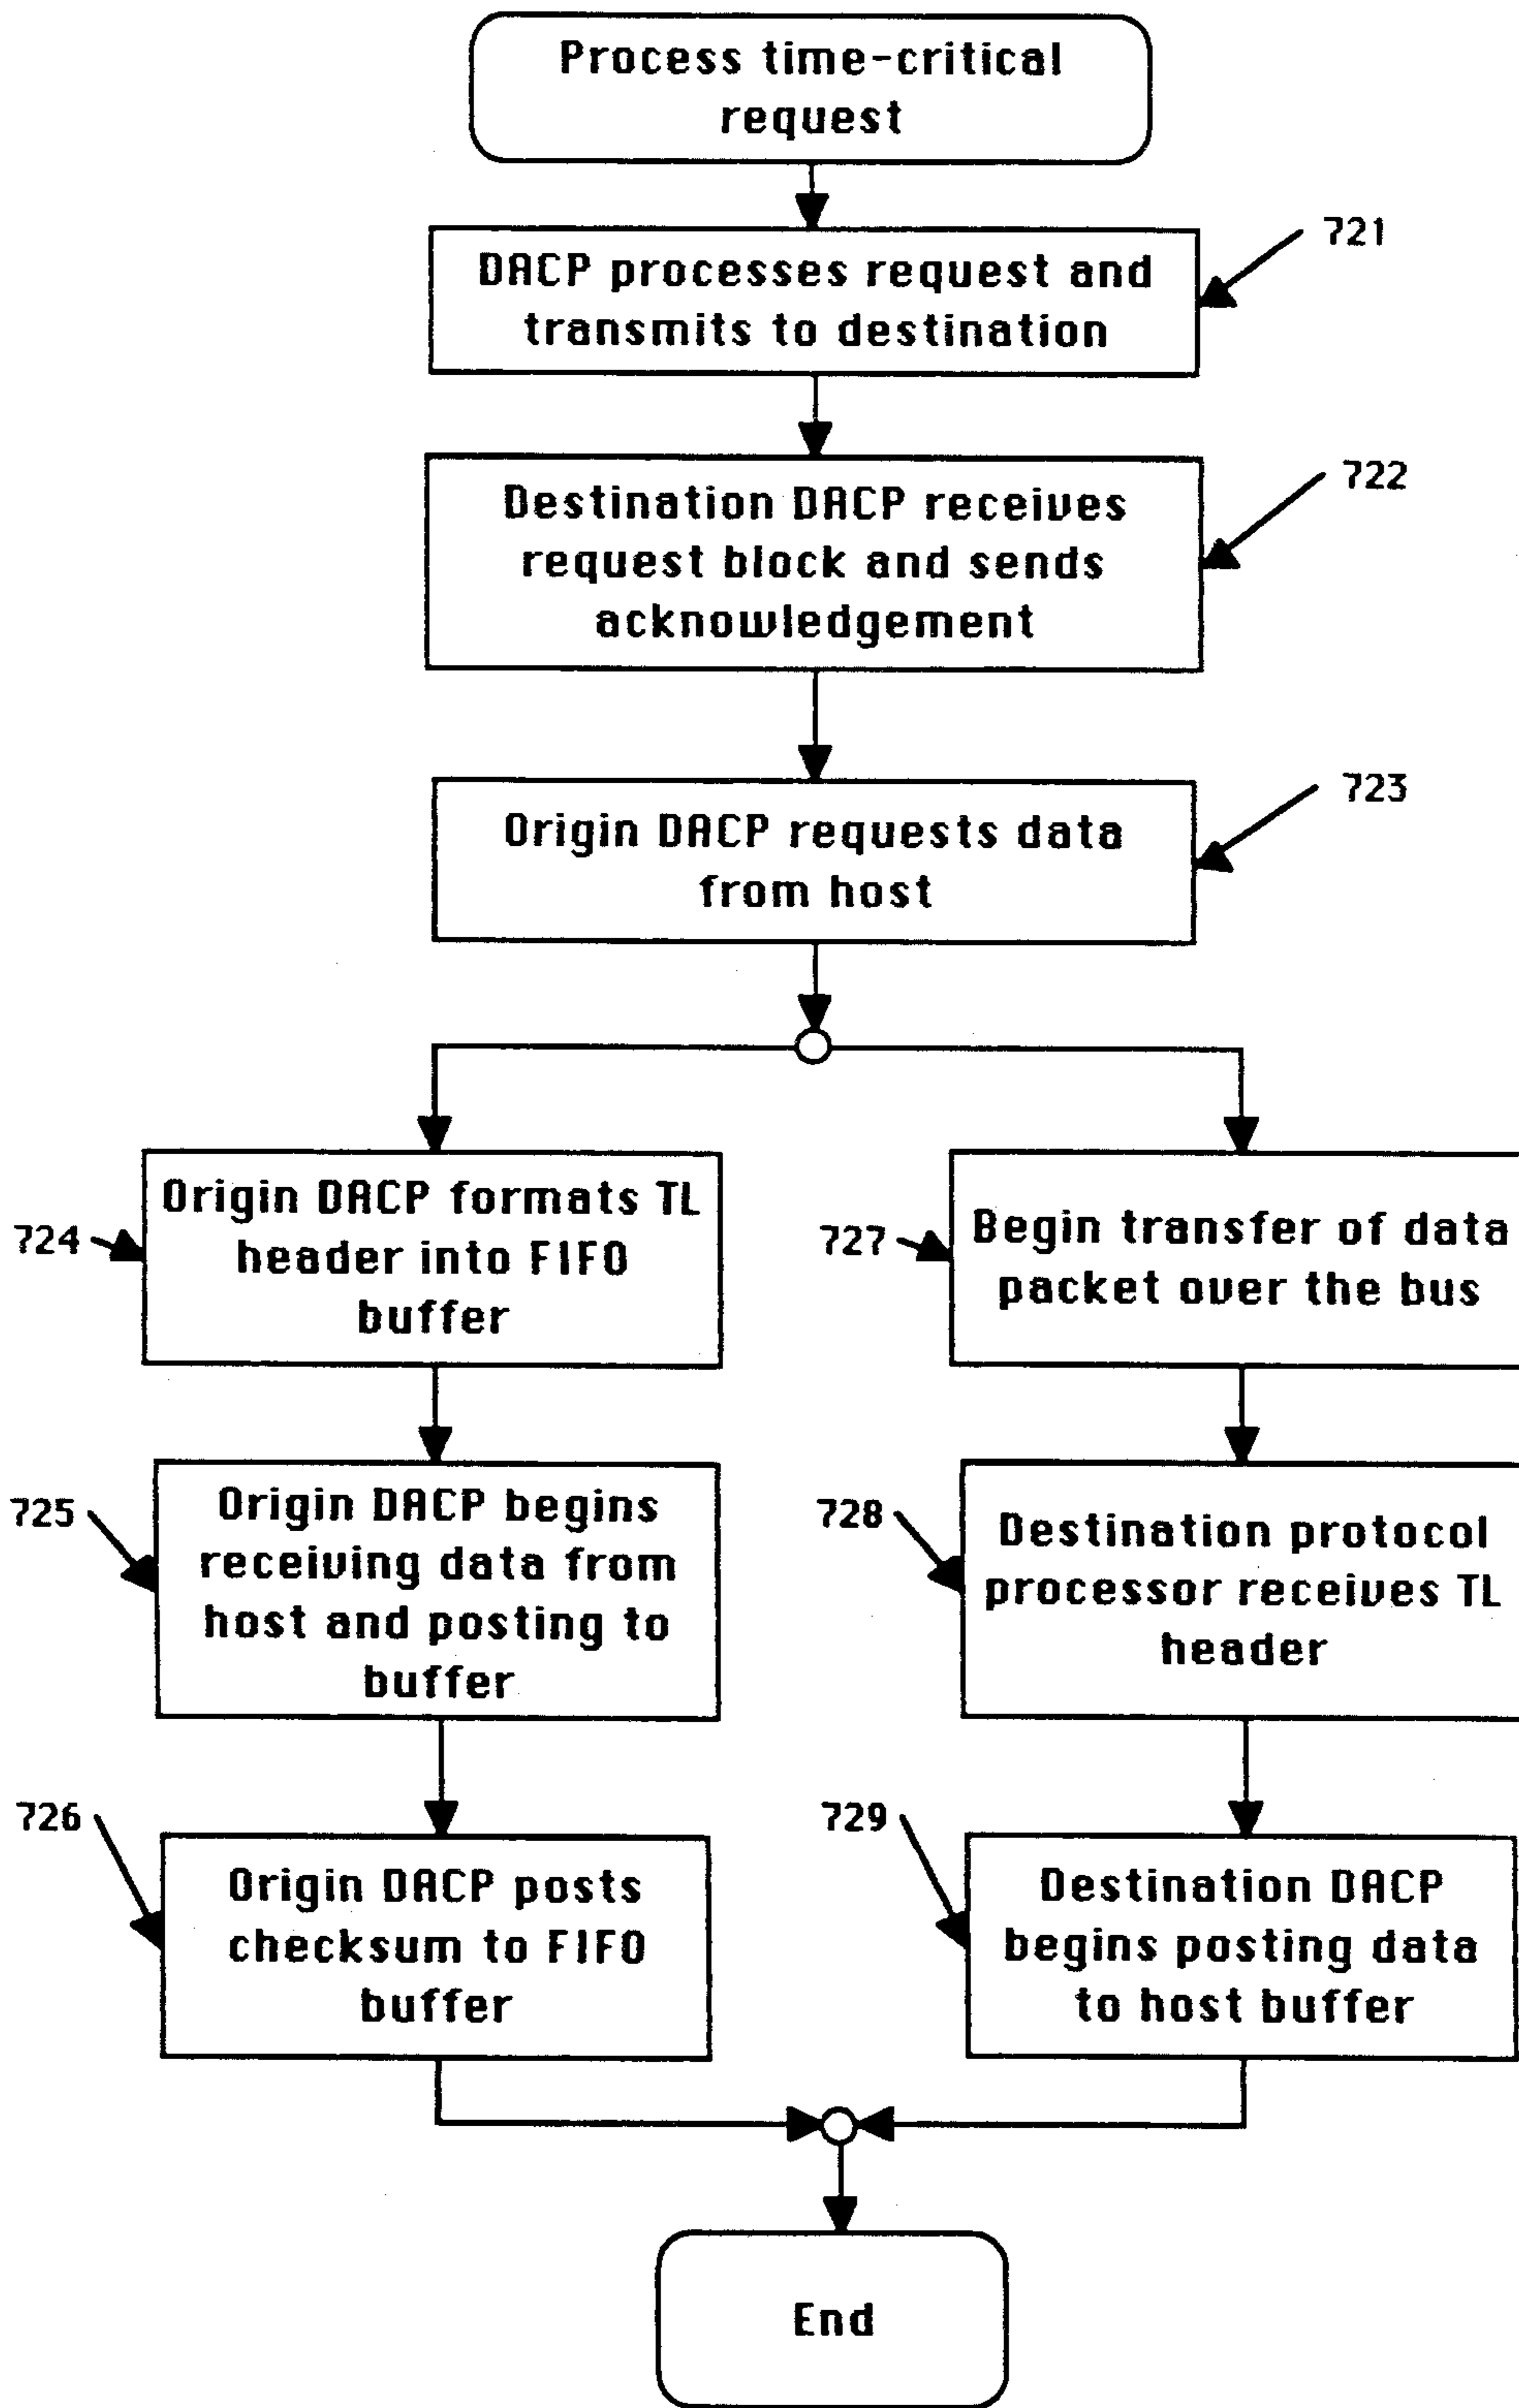 Process time-critical
request
721
DACP processes request and
transmits to destination
722
Destination DACP receives
request block and sends
acknowledgement
723
Origin DACP requests data
from host
724
Origin DACP formats TL
header into FIFO
buffer
727
Begin transfer of data
packet over the bus
725
Origin DACP begins
receiving data from
host and posting to
buffer
728
Destination protocol
processor receives TL
header
726
Origin DACP posts
checksum to FIFO
buffer
729
Destination DACP
begins posting data
to host buffer
End